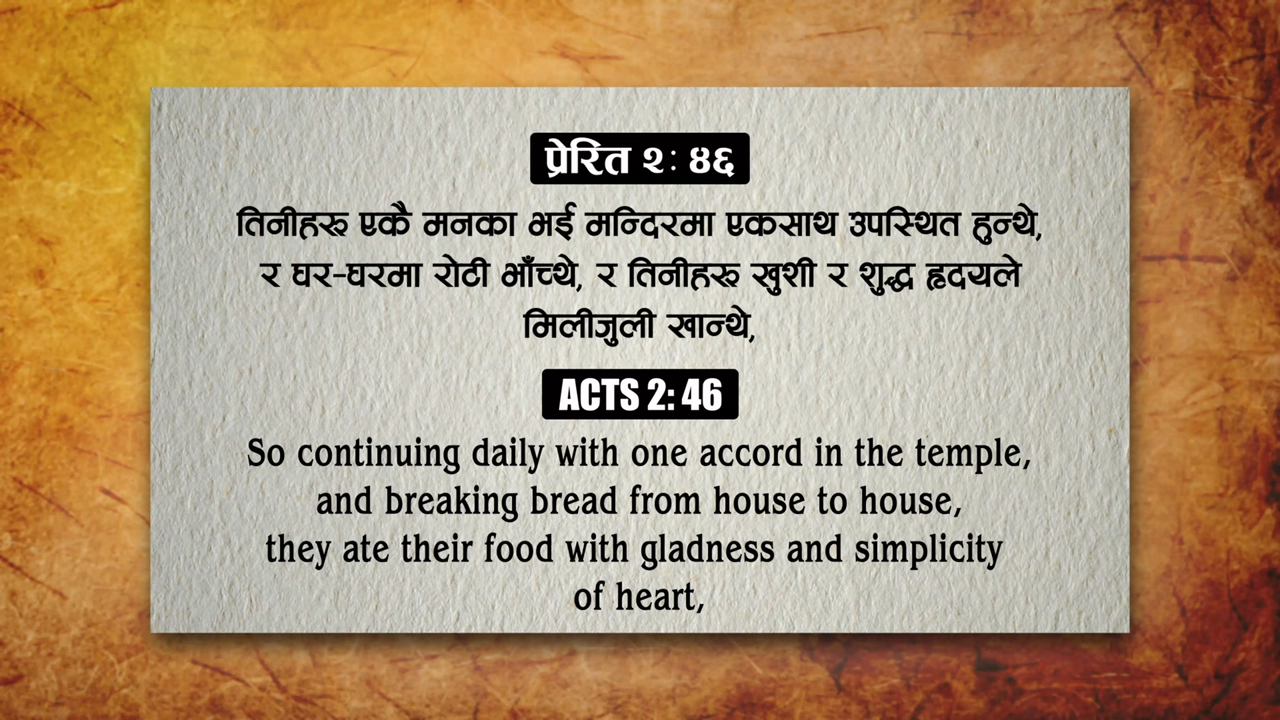 प्रेरित २: ४६
तिनीहरू एकै मनका भई मन्दिरमा एकसाथ उपस्थित हुन्थे,
र घर-घरमा रोटी भाँच्थे, र तिनीहरू खुशी र शुद्ध हृदयले
मिलीजुली खान्थे,
ACTS 2: 46
So continuing daily with one accord in the temple,
and breaking bread from house to house,
they ate their food with gladness and simplicity
of heart,